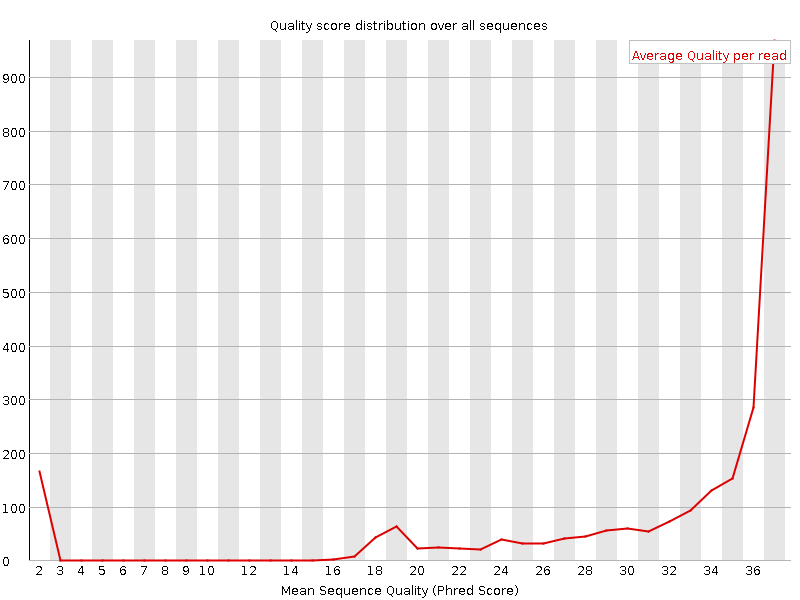 Quality score distribution over all sequences
Average Quality per read
900
800
700
600
500
400
300
200
100
0
2 3 4 5 6 7 8 9 10 12 14 16 18 20 22 24 26 28 30 32 34 36
Mean Sequence Quality (Phred Score)